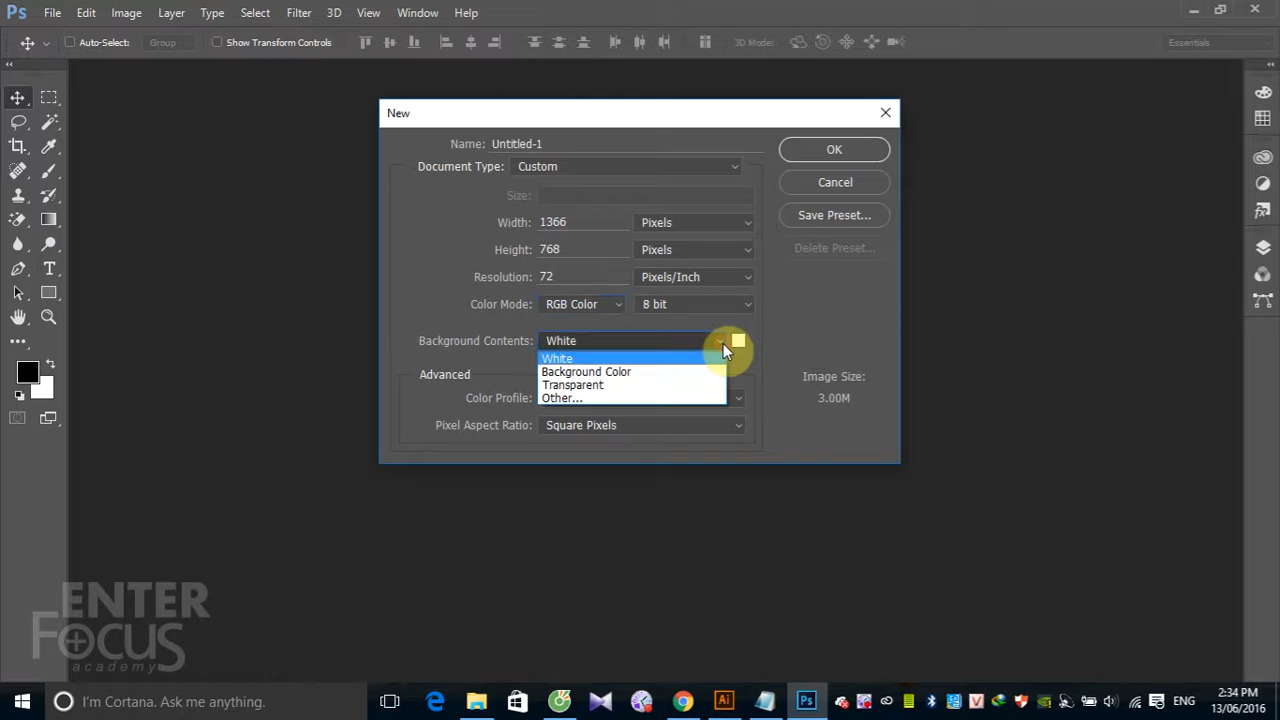 Ps File Edit Image Layer Type Select Filter 3D View Window Help
Auto-Select: Group Show Transform Controls 3D Mode: Essentials
New
Name: Untitled-1
OK
Document Type: Custom
Cancel
Size:
Save Preset...
Width: 1366 Pixels
Height: 768 Pixels
Delete Preset...
Resolution: 72 Pixels/Inch
Color Mode: RGB Color 8 bit
Background Contents: White
White
Background Color
Transparent
Other...
Advanced
Image Size:
3.00M
Color Profile:
Pixel Aspect Ratio: Square Pixels
ENTER
Focus
academy
I'm Cortana. Ask me anything.
Ai
Ps
ENG
2:34 PM
13/06/2016